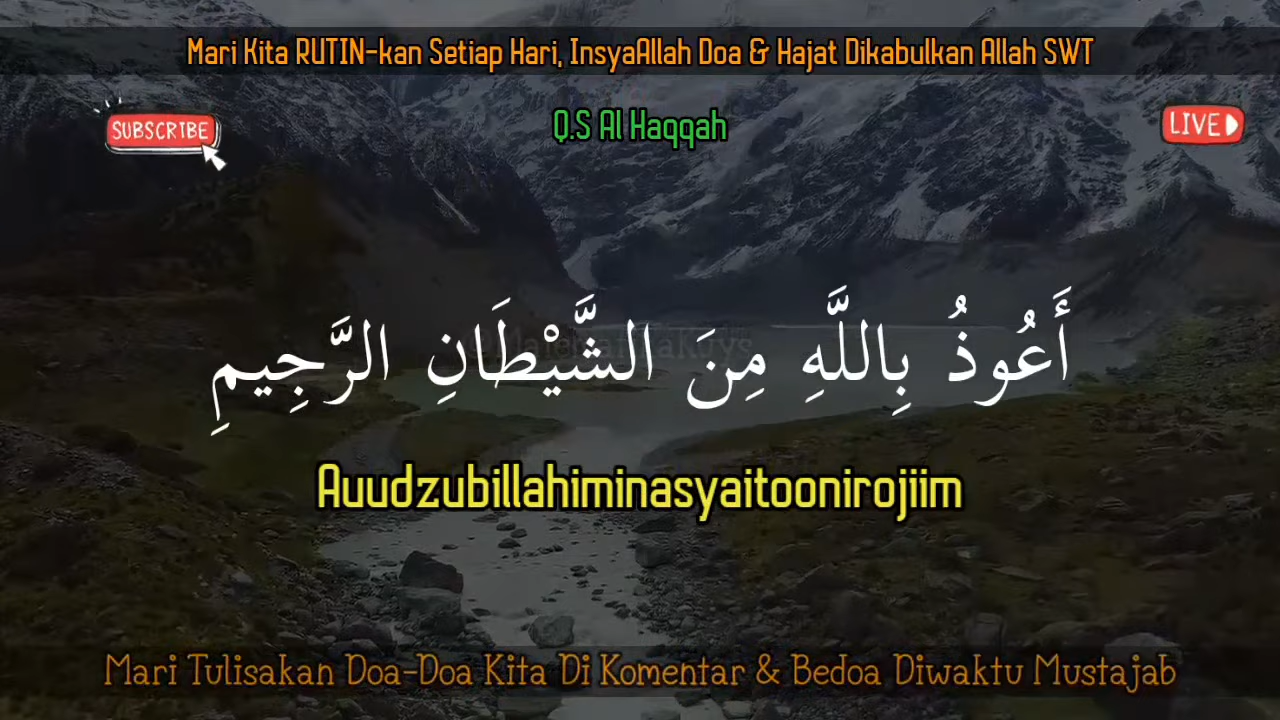 Mari Kita RUTIN-kan Setiap Hari, InsyaAllah Doa & Hajat Dikabulkan Allah SWT
SUBSCRIBE
Q.S Al Haqqah
LIVE
أَعُوذُ بِاللَّهِ مِنَ الشَّيْطَانِ الرَّجِيمِ
Auudzubillahiminasyaitoonirojiim
Mari Tulisakan Doa-Doa Kita Di Komentar & Bedoa Diwaktu Mustajab